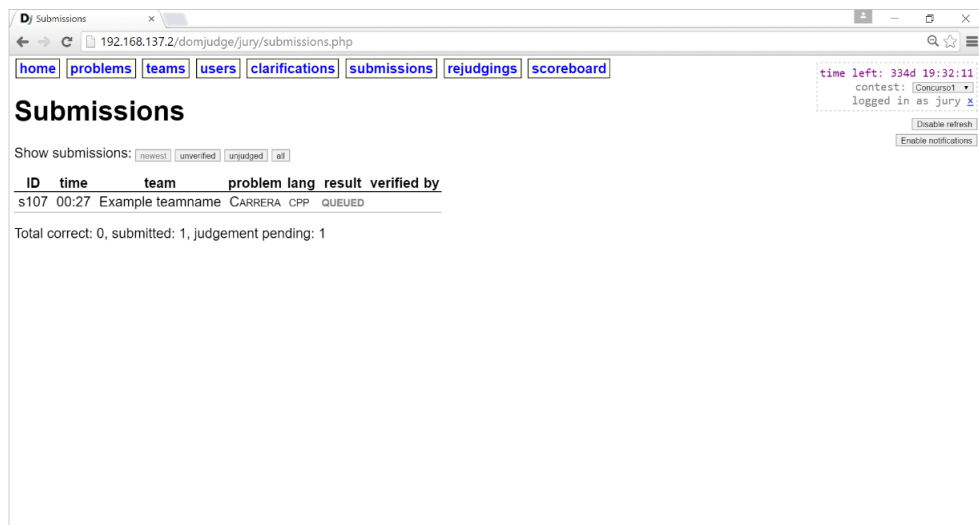 Dj Submissions
192.168.137.2/domjudge/jury/submissions.php
home problems teams users clarifications submissions rejudgings scoreboard
time left: 334d 19:32:11
contest: Concurso1
logged in as jury x
Disable refresh
Enable notifications
Submissions
Show submissions: newest unverified unjudged all
ID time team problem lang result verified by
s107 00:27 Example teamname CARRERA CPP QUEUED
Total correct: 0, submitted: 1, judgement pending: 1